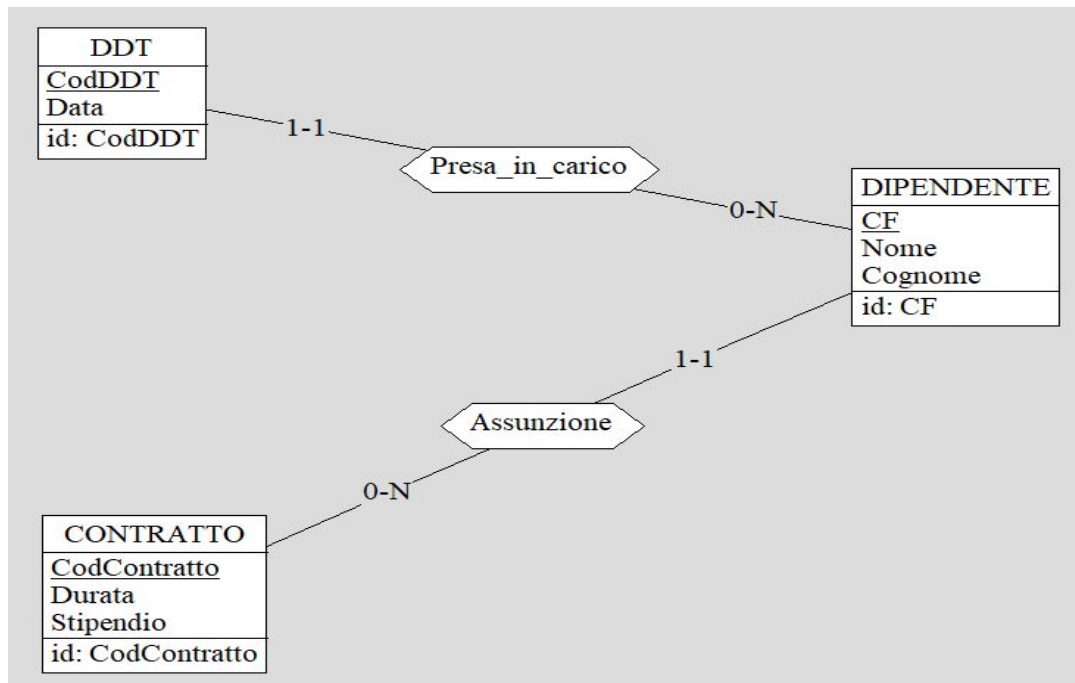 DDT
CodDDT
Data
id: CodDDT
1-1
Presa_in_carico
0-N
DIPENDENTE
CF
Nome
Cognome
id: CF
1-1
Assunzione
0-N
CONTRATTO
CodContratto
Durata
Stipendio
id: CodContratto